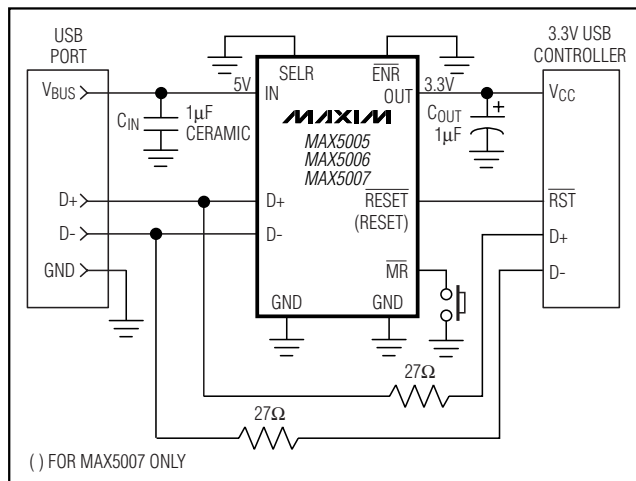 USB
PORT
3.3V USB
CONTROLLER
SELR
ENR
VBUS
5V
IN
OUT
3.3V
VCC
CIN
1µF
CERAMIC
MAXIM
MAX5005
MAX5006
MAX5007
COUT
1µF
+
D+
D+
RESET
(RESET)
RST
D-
D-
D+
GND
MR
D-
GND
GND
27Ω
27Ω
( ) FOR MAX5007 ONLY